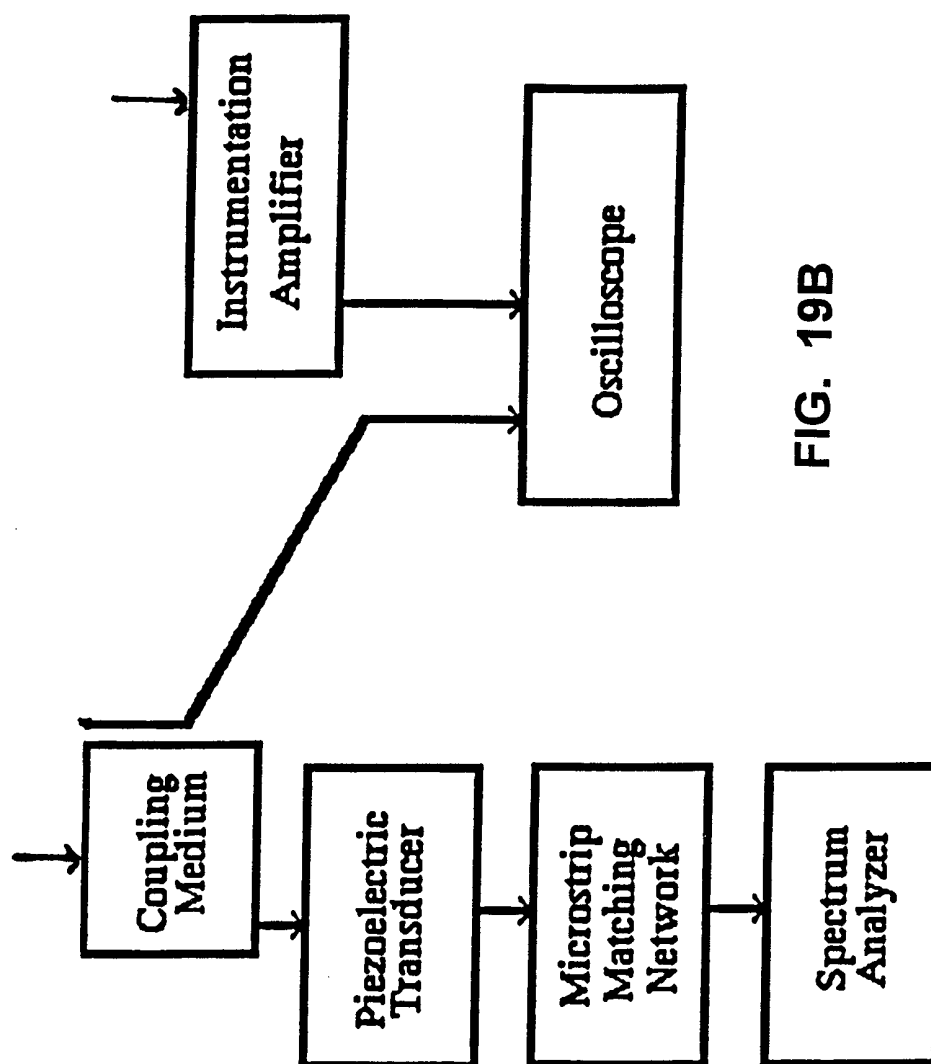 Coupling
Medium
Piezoelectric
Transducer
Microstrip
Matching
Network
Spectrum
Analyzer
Instrumentation
Amplifier
Oscilloscope
FIG. 19B